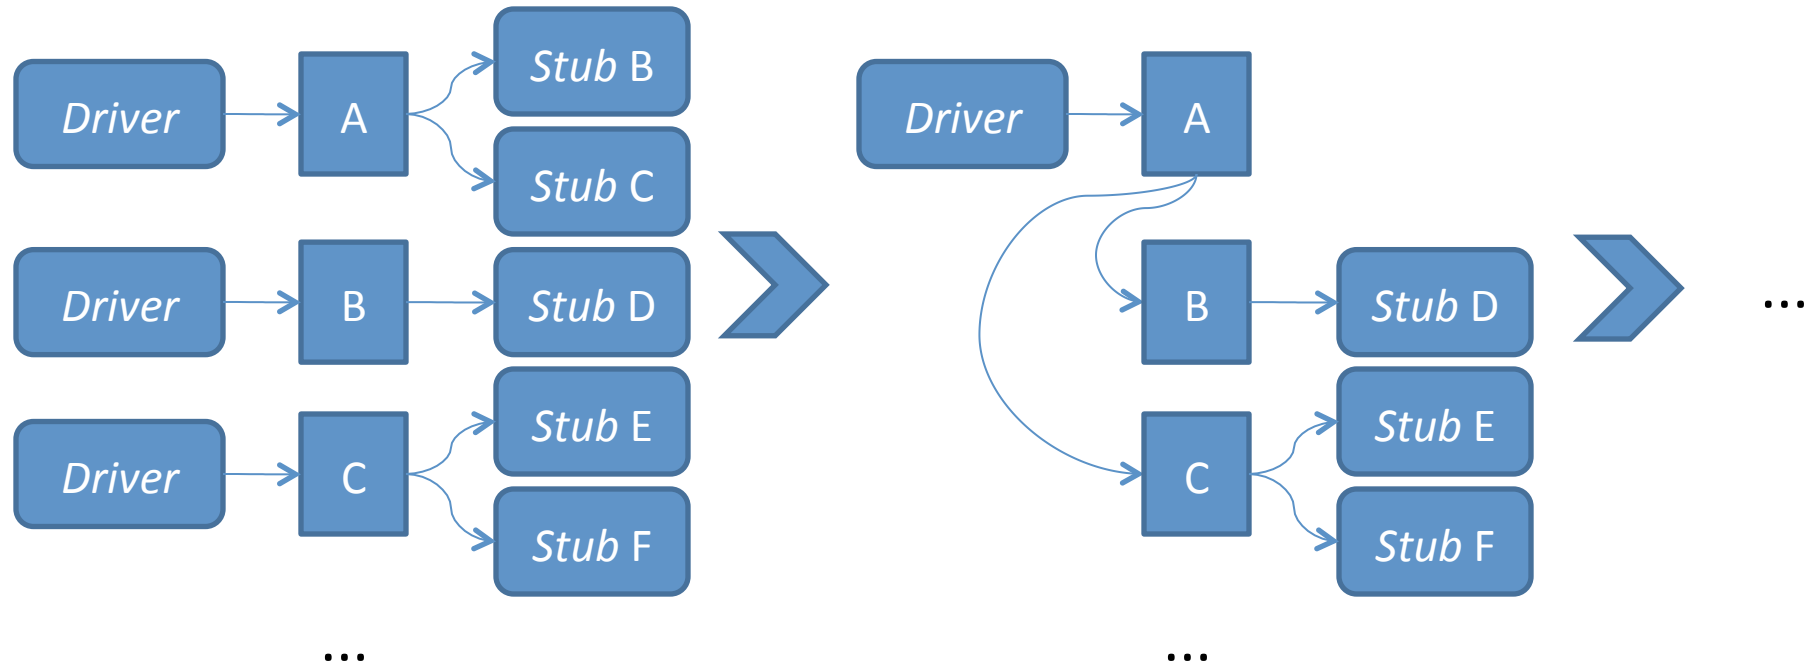 Driver
A
Stub B
Stub C
Driver
B
Stub D
Driver
C
Stub E
Stub F
...
Driver
A
B
Stub D
C
Stub E
Stub F
...
...